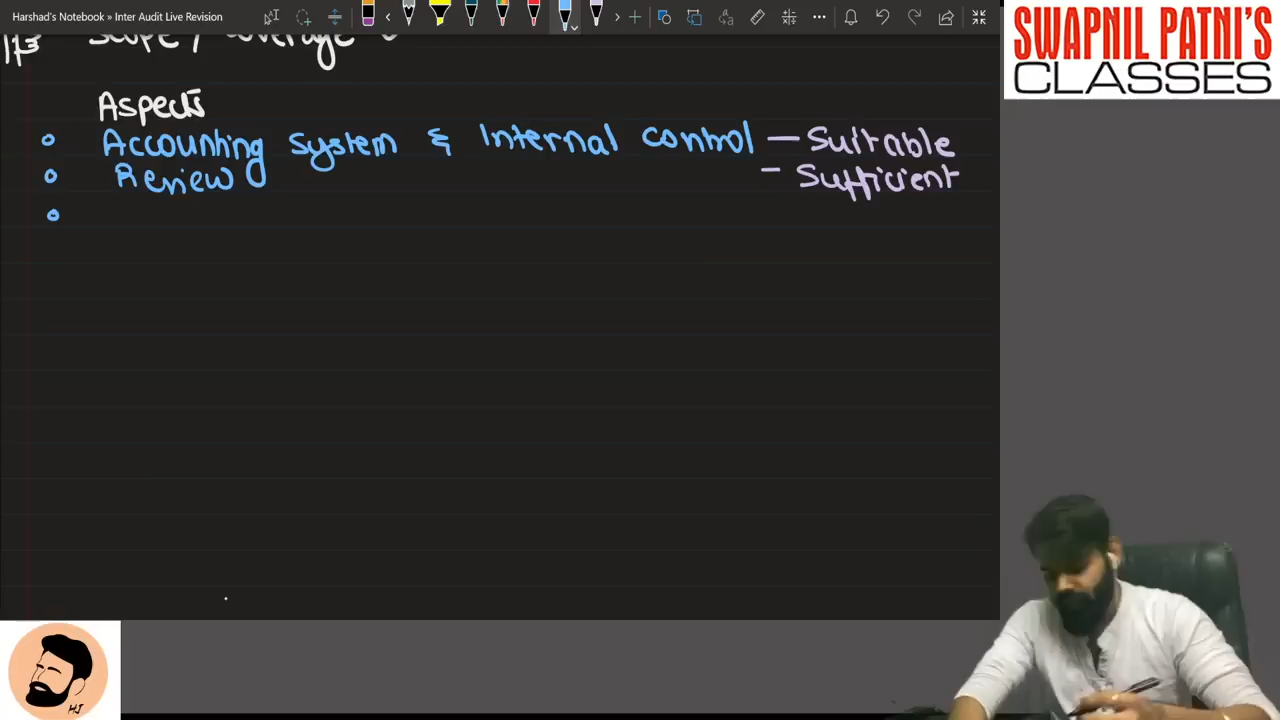 Harshad's Notebook » Inter Audit Live Revision
SWAPNIL PATNI'S
CLASSES
Aspects
Accounting System & Internal control — Suitable
Review - Sufficient
HJ